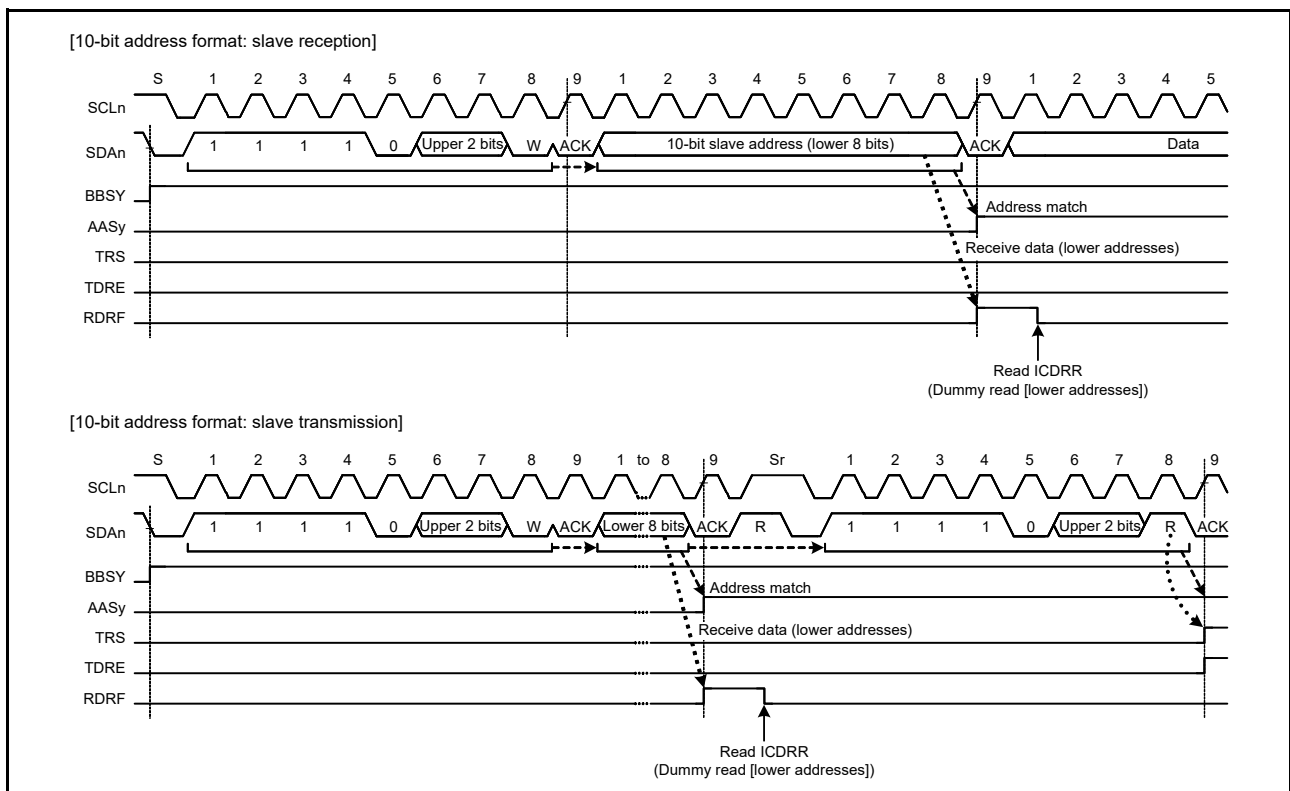 [10-bit address format: slave reception]
S 1 2 3 4 5 6 7 8 9 1 2 3 4 5 6 7 8 9 1 2 3 4 5
SCLn
SDAn 1 1 1 1 0 Upper 2 bits W ACK 10-bit slave address (lower 8 bits) ACK Data
BBSY
Address match
AASy
Receive data (lower addresses)
TRS
TDRE
RDRF
Read ICDRR
(Dummy read [lower addresses])
[10-bit address format: slave transmission]
S 1 2 3 4 5 6 7 8 9 1 to 8 9 Sr 1 2 3 4 5 6 7 8 9
SCLn
SDAn 1 1 1 1 0 Upper 2 bits W ACK Lower 8 bits ACK R 1 1 1 1 0 Upper 2 bits R ACK
BBSY
Address match
AASy
Receive data (lower addresses)
TRS
TDRE
RDRF
Read ICDRR
(Dummy read [lower addresses])